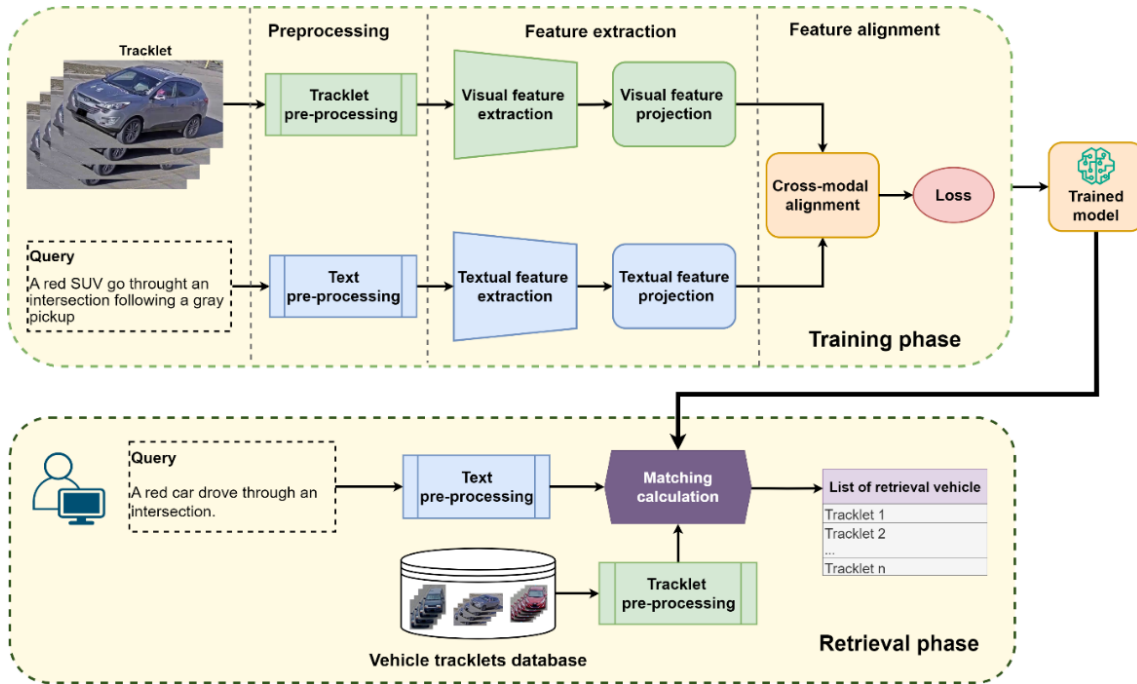 Tracklet
Preprocessing
Feature extraction
Feature alignment
Tracklet
pre-processing
Visual feature
extraction
Visual feature
projection
Cross-modal
alignment
Loss
Trained
model
Query
A red SUV go throught an
intersection following a gray
pickup
Text
pre-processing
Textual feature
extraction
Textual feature
projection
Training phase
Query
A red car drove through an
intersection.
Text
pre-processing
Matching
calculation
List of retrieval vehicle
Tracklet 1
Tracklet 2
...
Tracklet n
Tracklet
pre-processing
Vehicle tracklets database
Retrieval phase